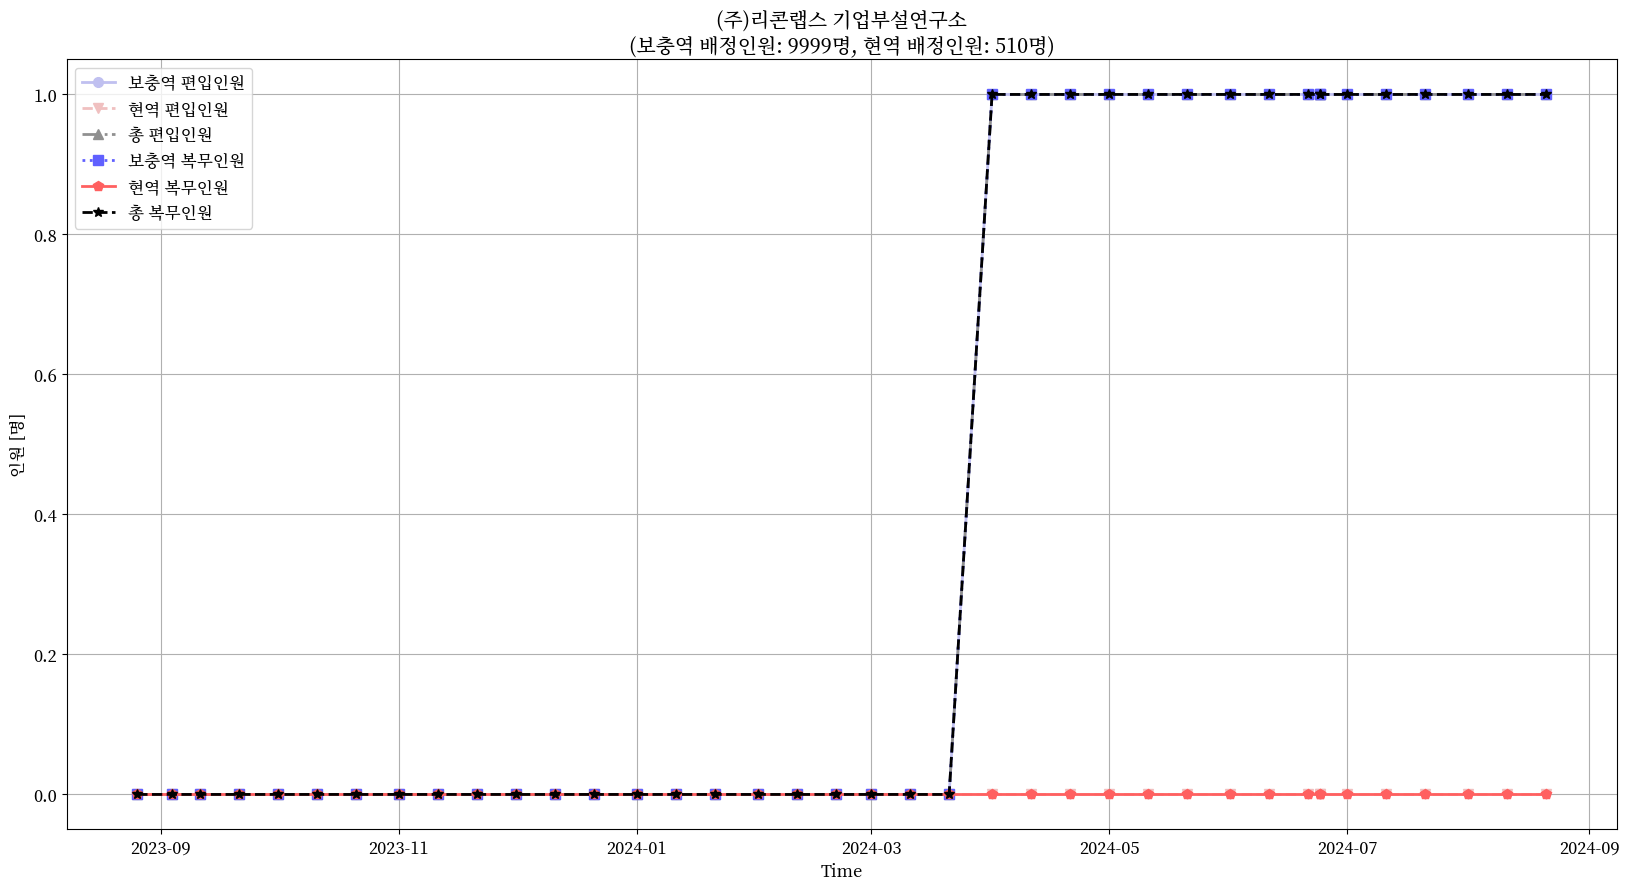 (주)리콘랩스 기업부설연구소
(보충역 배정인원: 9999명, 현역 배정인원: 510명)
보충역 편입인원
현역 편입인원
총 편입인원
보충역 복무인원
현역 복무인원
총 복무인원
인원 [명]
1.0
0.8
0.6
0.4
0.2
0.0
2023-09
2023-11
2024-01
2024-03
2024-05
2024-07
2024-09
Time